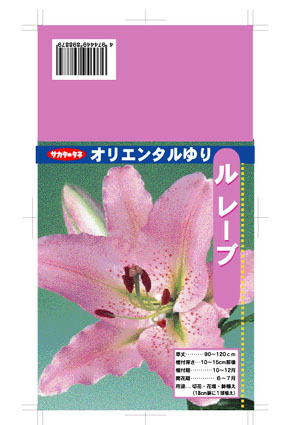 4974449898879
サカタのタネ
オリエンタルゆり
ル レーブ
草丈………90〜120cm
植付深さ…10〜15cm前後
植付期………10〜12月
開花期…………6〜7月
用途…切花・花壇・鉢植え
(18cm鉢に1球植え)